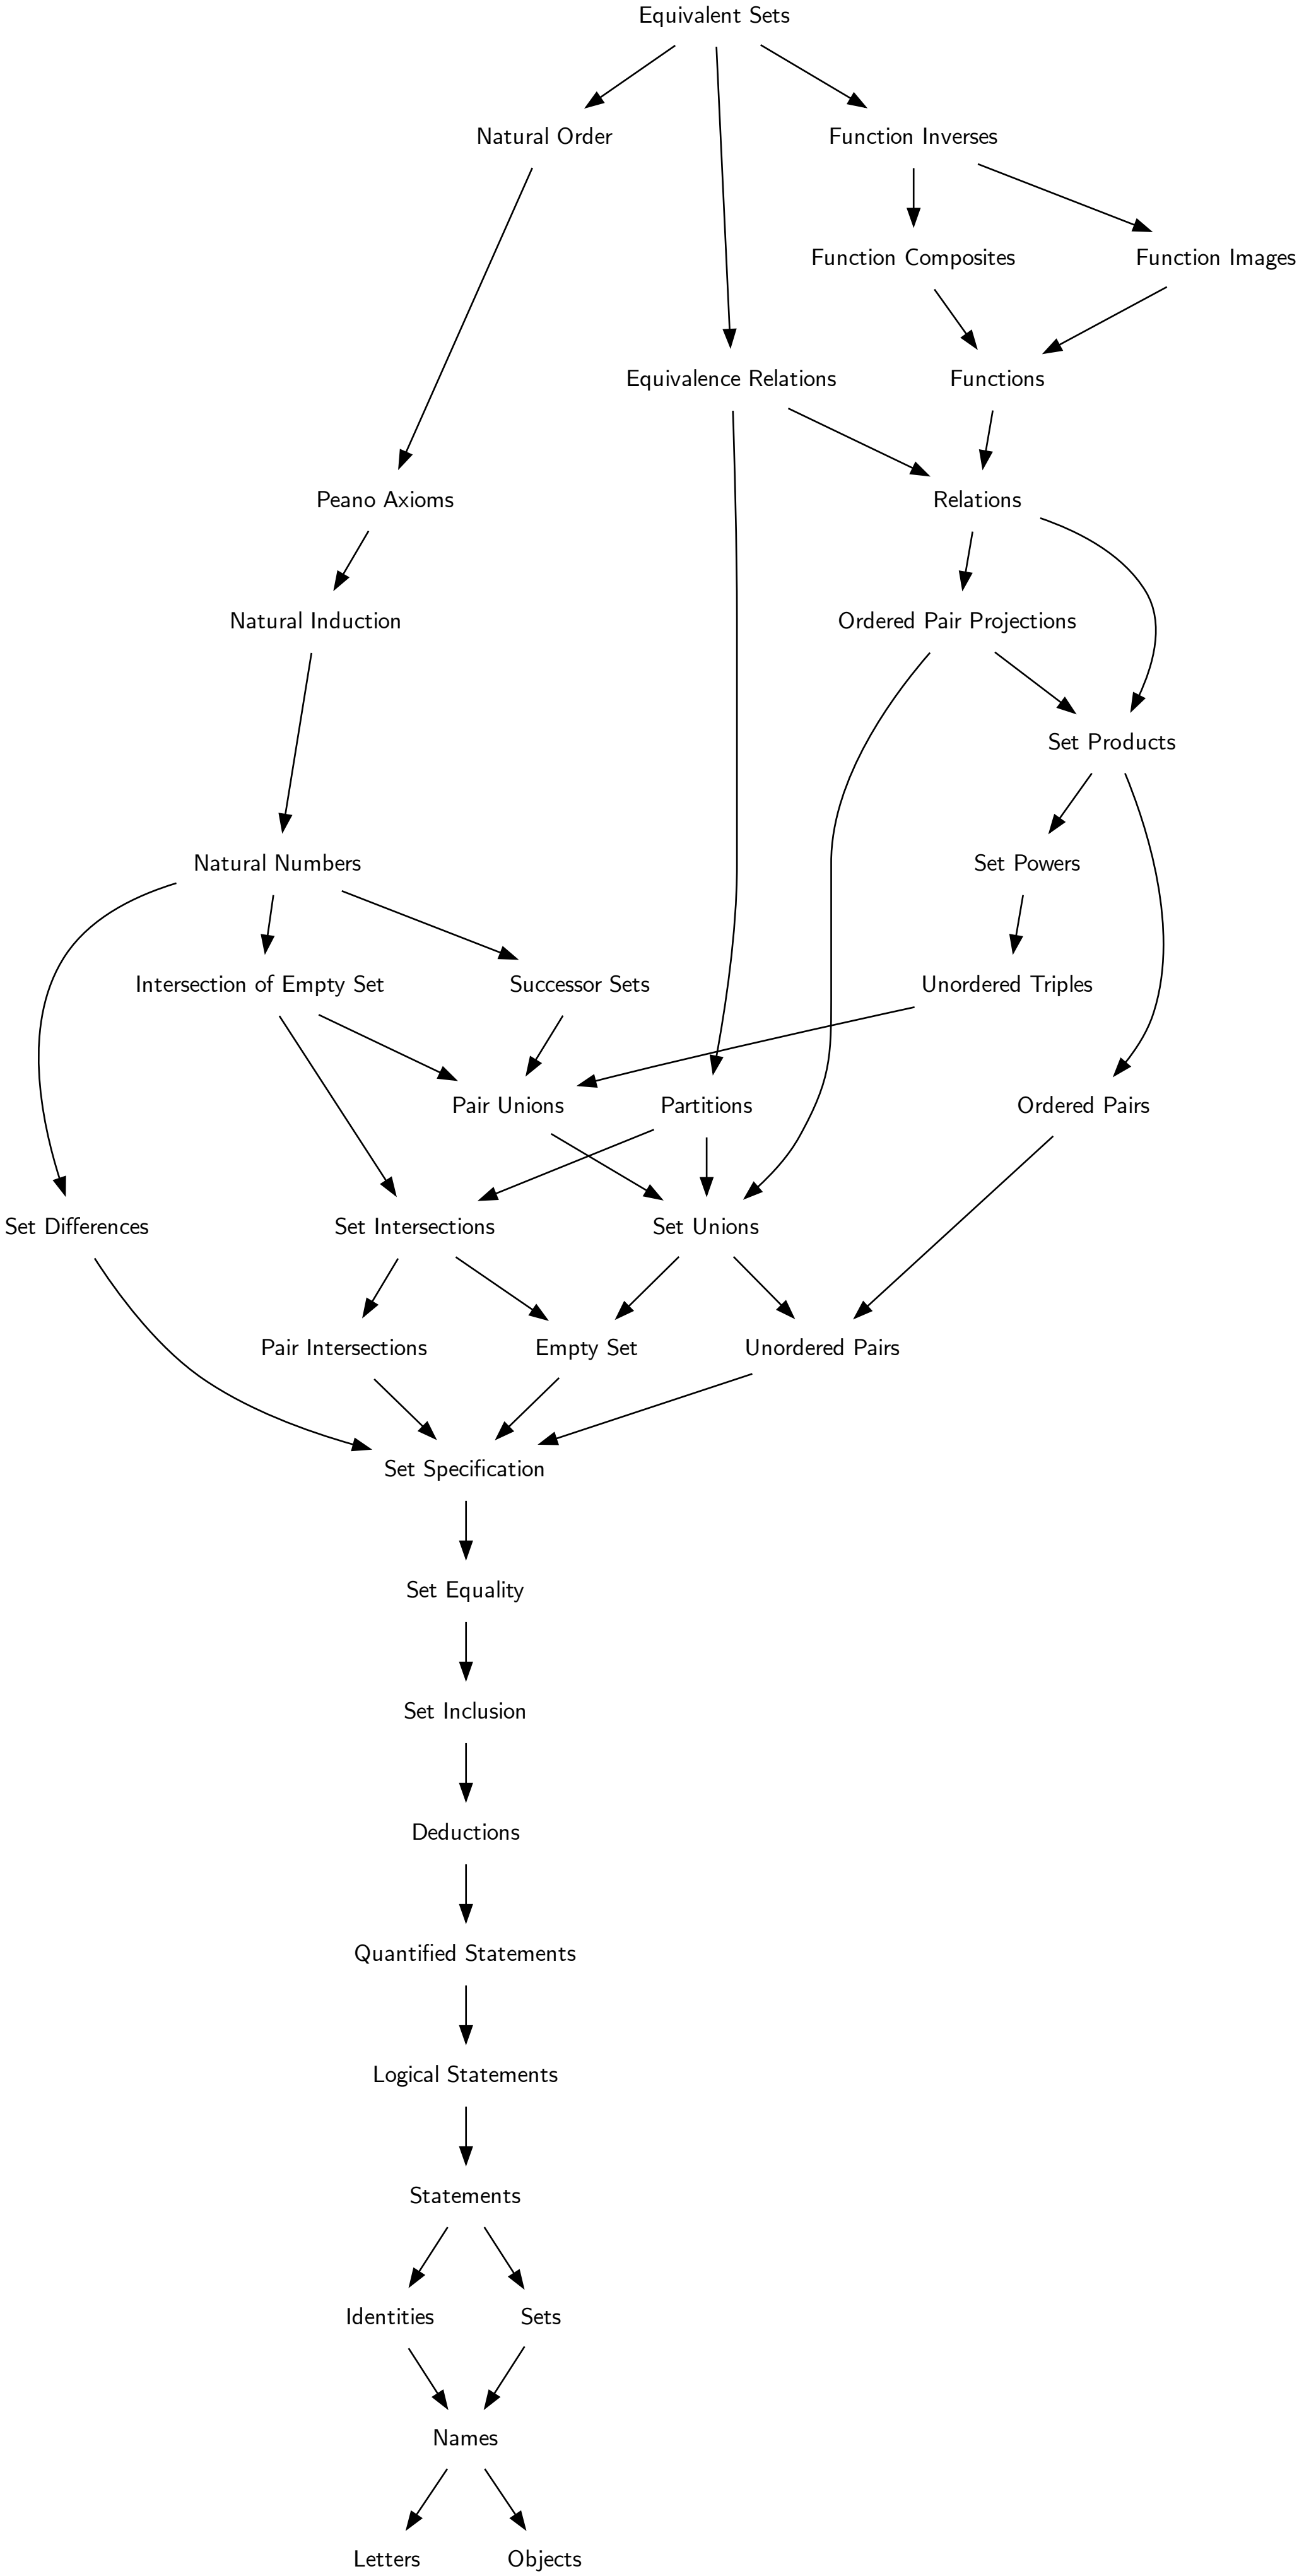 Equivalent Sets
Natural Order
Function Inverses
Function Composites
Function Images
Equivalence Relations
Functions
Peano Axioms
Relations
Natural Induction
Ordered Pair Projections
Set Products
Natural Numbers
Set Powers
Intersection of Empty Set
Successor Sets
Unordered Triples
Pair Unions
Partitions
Ordered Pairs
Set Differences
Set Intersections
Set Unions
Pair Intersections
Empty Set
Unordered Pairs
Set Specification
Set Equality
Set Inclusion
Deductions
Quantified Statements
Logical Statements
Statements
Identities
Sets
Names
Letters
Objects